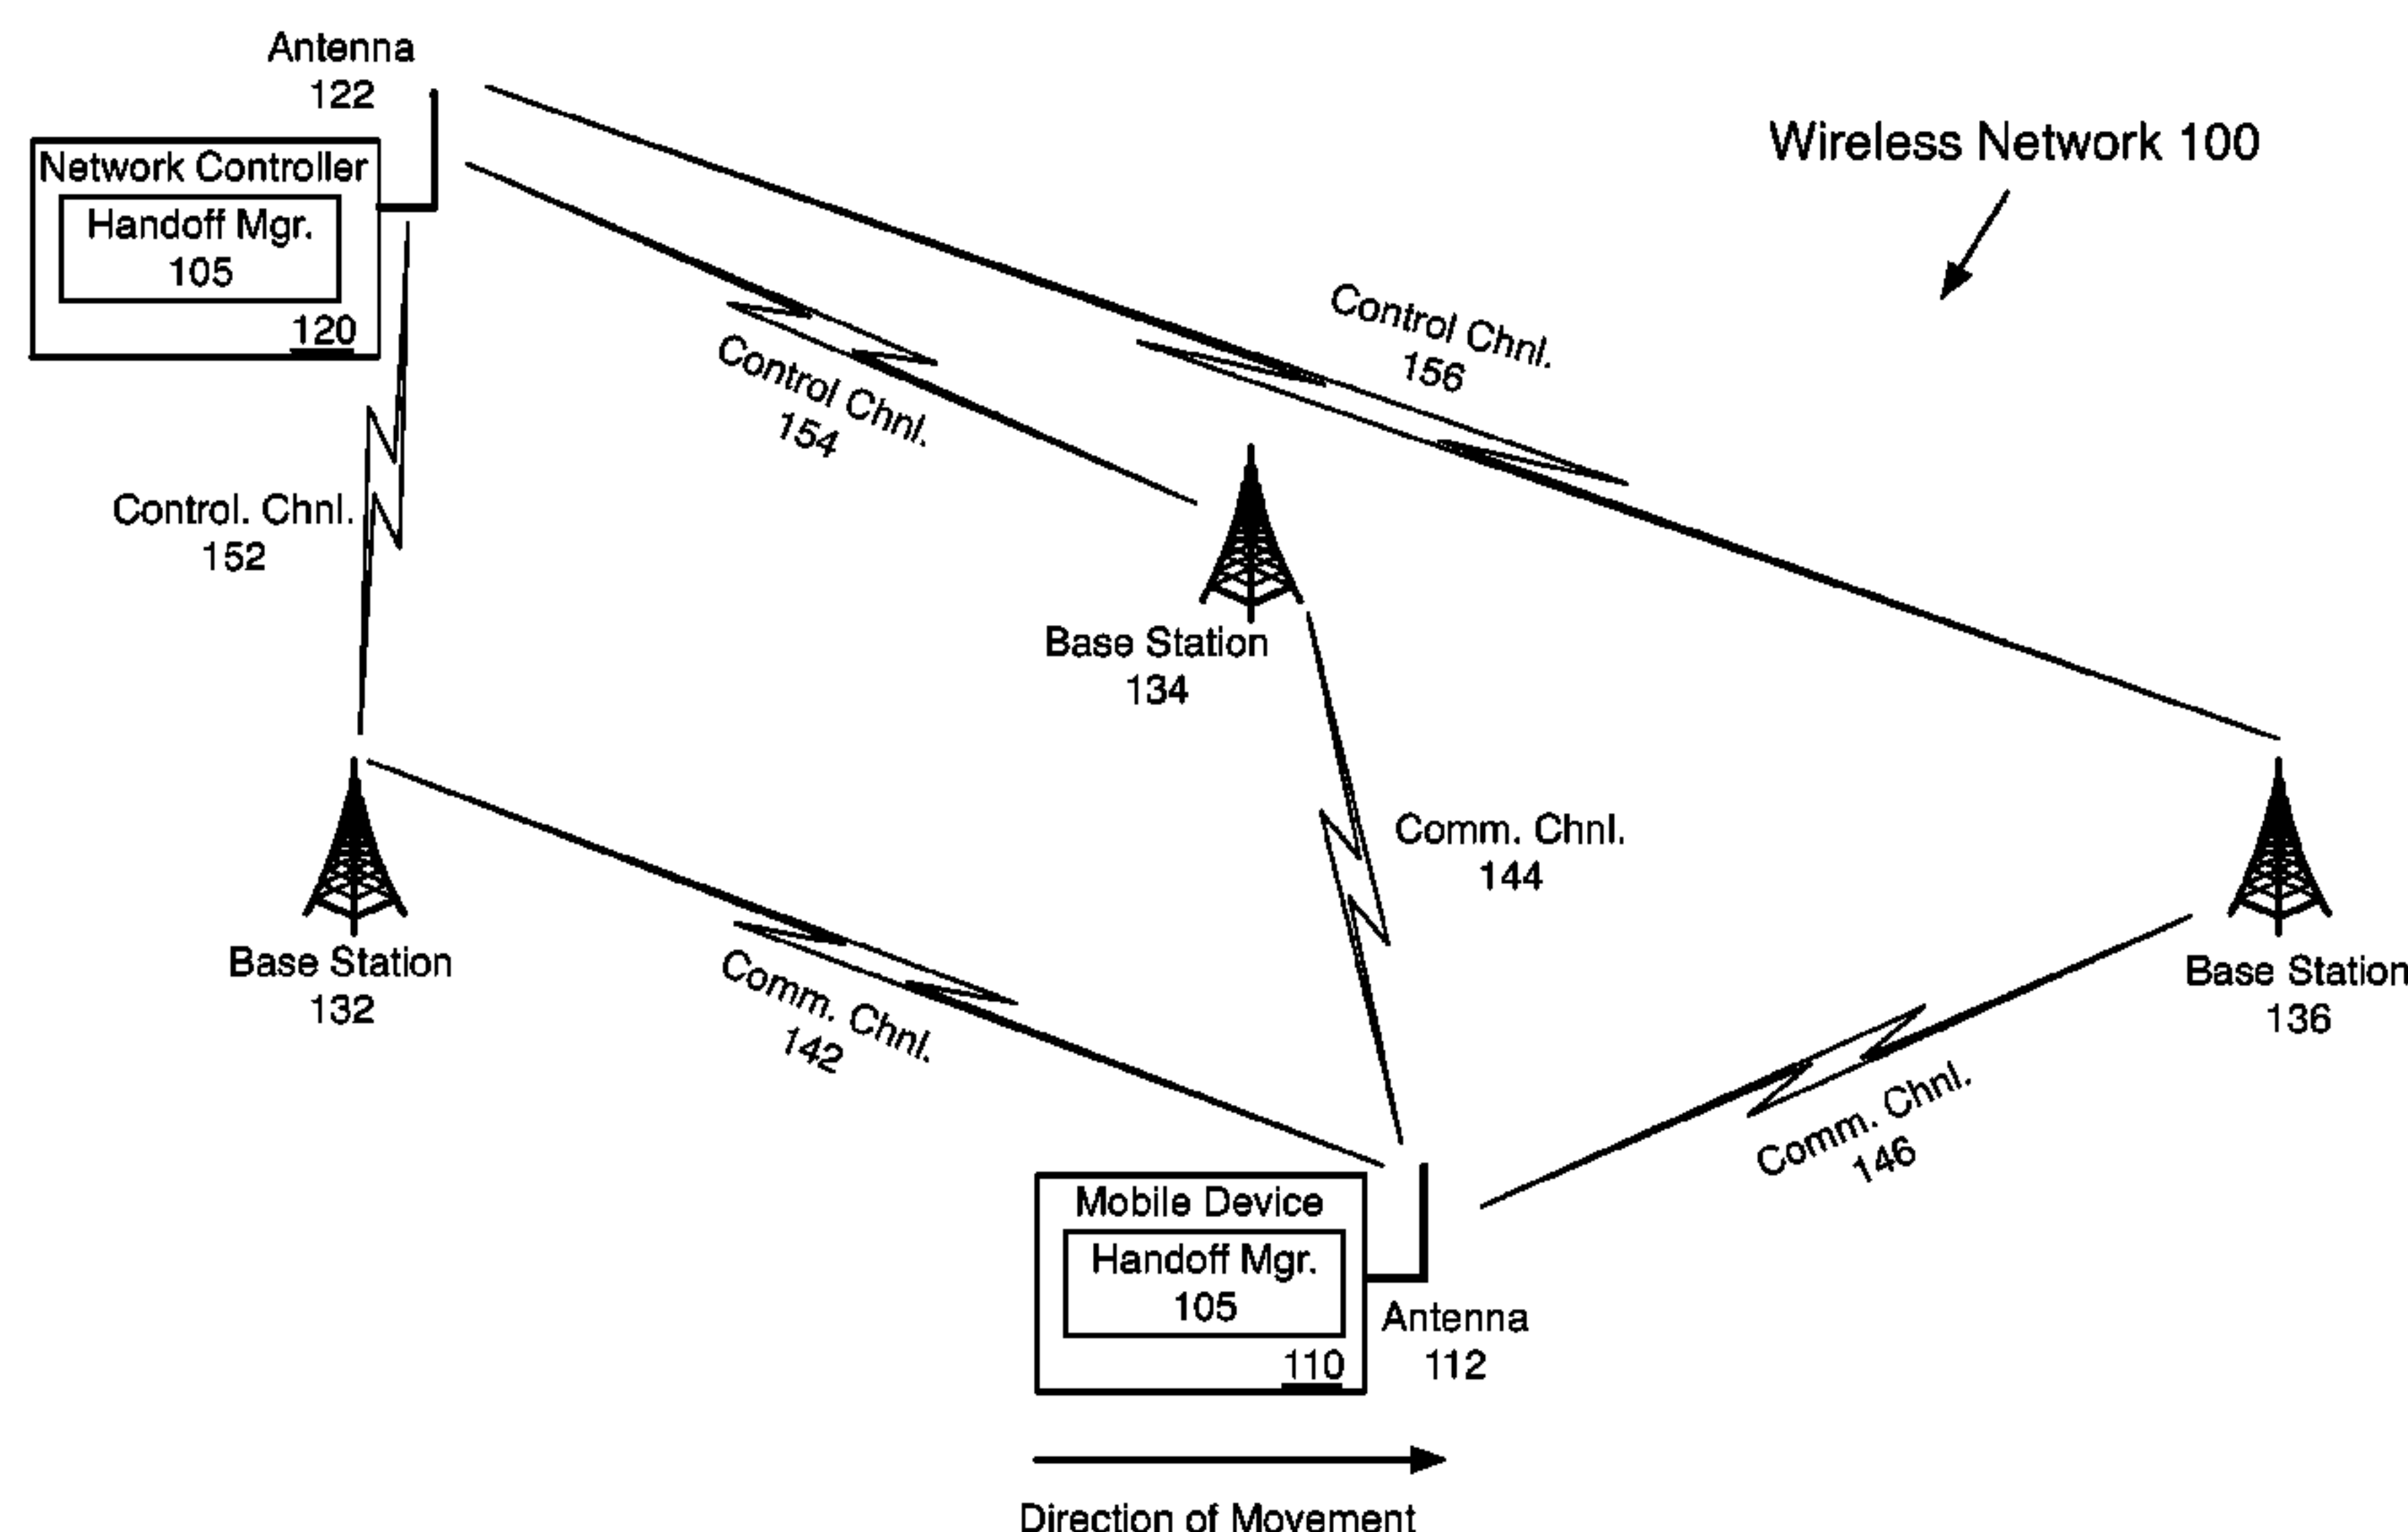 Antenna
122
Wireless Network 100
Network Controller
Handoff Mgr.
105
120
Control Chnl.
156
Control Chnl.
154
Control. Chnl.
152
Base Station
134
Comm. Chnl.
144
Base Station
132
Base Station
136
Comm. Chnl.
142
Comm. Chnl.
146
Mobile Device
Handoff Mgr.
105
110
Antenna
112
Direction of Movement